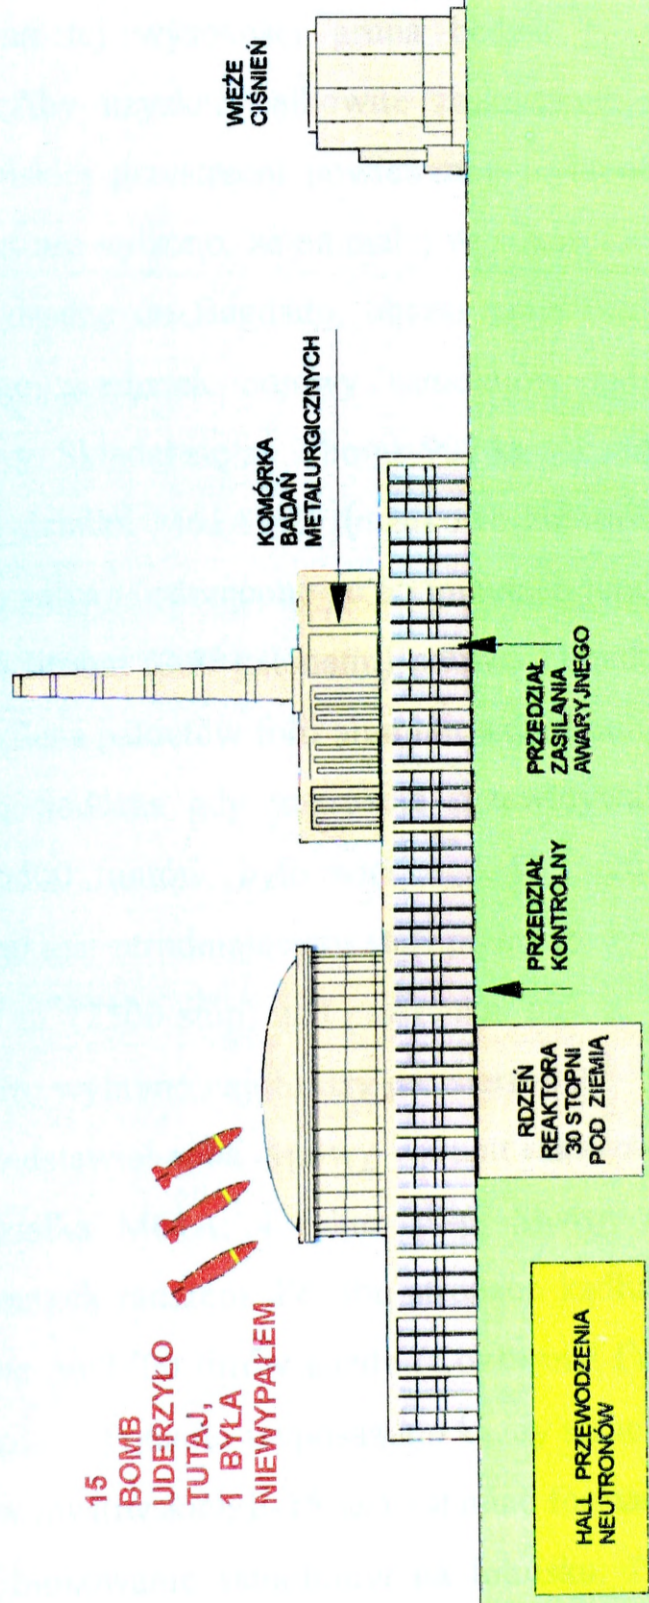 15
BOMB
UDERZYŁO
TUTAJ,
1 BYŁA
NIEWYPAŁEM
KOMÓRKA
BADAŃ
METALURGICZNYCH
WIEŻE
CIŚNIEŃ
HALL PRZEWODZENIA
NEUTRONÓW
RDZEŃ
REAKTORA
30 STOPNI
POD ZIEMIĄ
PRZEDZIAŁ
KONTROLNY
PRZEDZIAŁ
ZASILANIA
AWARYJNEGO